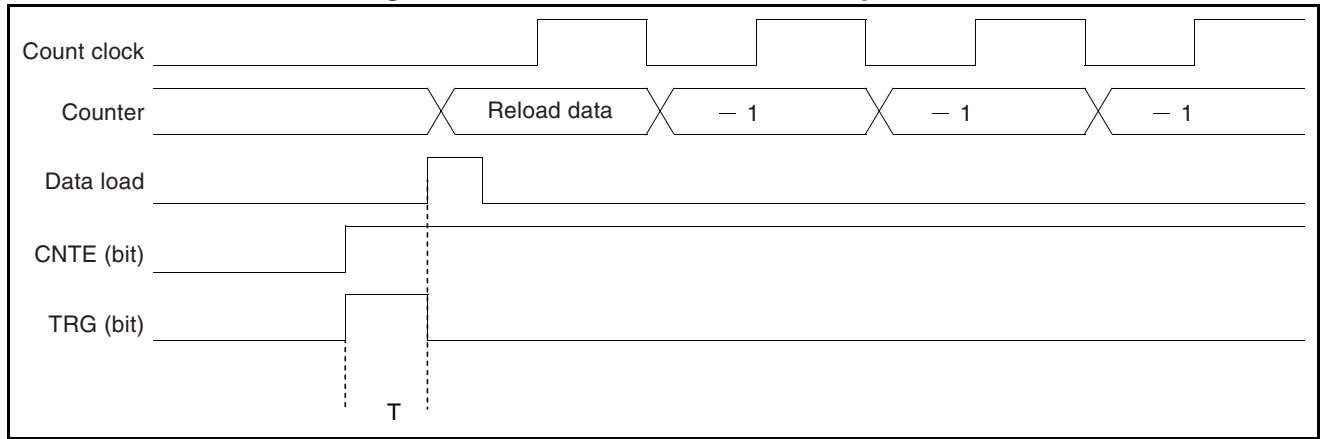 Count clock
Counter
Reload data
— 1
— 1
— 1
Data load
CNTE (bit)
TRG (bit)
T